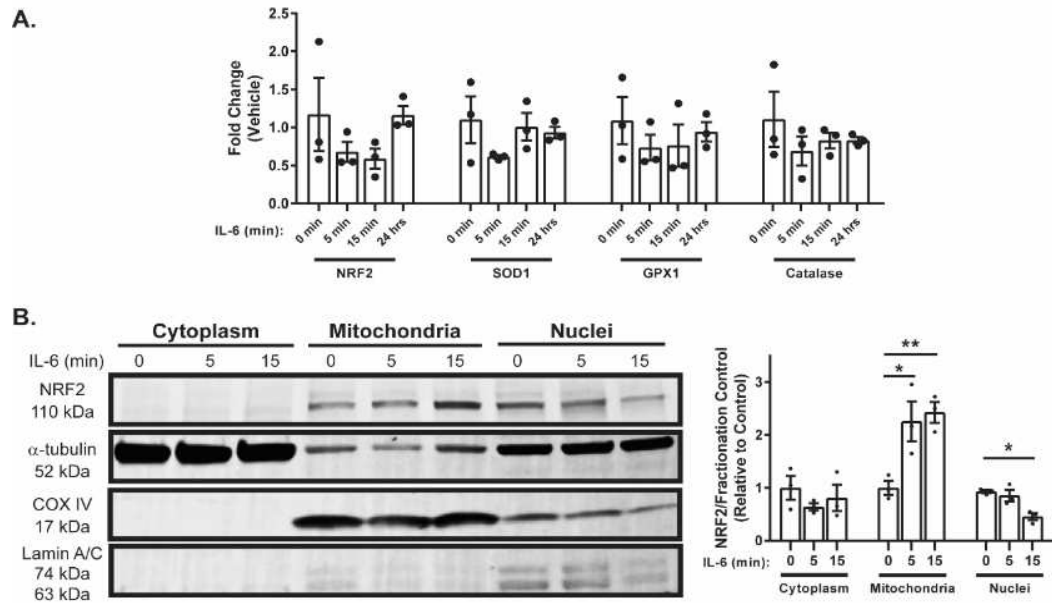 A.
Fold Change
(Vehicle)
2.5
2.0
1.5
1.0
0.5
0.0
IL-6 (min):
0 min 5 min 15 min 24 hrs 0 min 5 min 15 min 24 hrs 0 min 5 min 15 min 24 hrs 0 min 5 min 15 min 24 hrs
NRF2 SOD1 GPX1 Catalase
B.
Cytoplasm Mitochondria Nuclei
IL-6 (min) 0 5 15 0 5 15 0 5 15
NRF2
110 kDa
α-tubulin
52 kDa
COX IV
17 kDa
Lamin A/C
74 kDa
63 kDa
NRF2/Fractionation Control
(Relative to Control)
3
2
1
0
** 
*
*
IL-6 (min): 0 5 15 0 5 15 0 5 15
Cytoplasm Mitochondria Nuclei